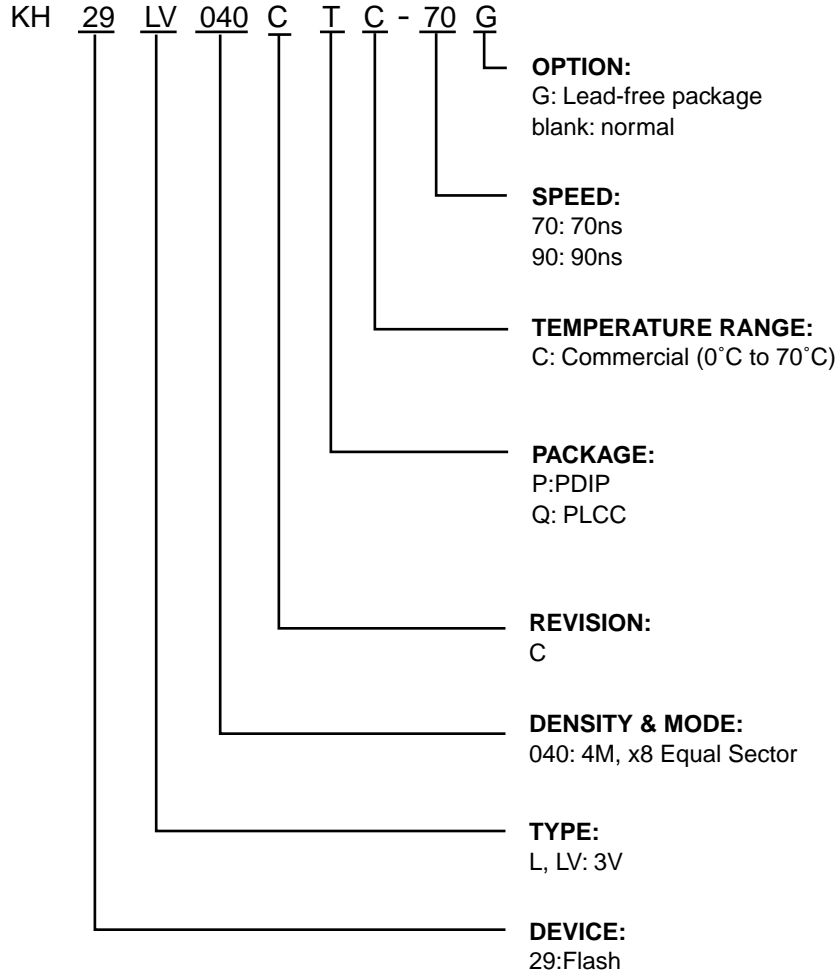 KH 29 LV 040 C T C - 70 G
OPTION:
G: Lead-free package
blank: normal
SPEED:
70: 70ns
90: 90ns
TEMPERATURE RANGE:
C: Commercial (0˚C to 70˚C)
PACKAGE:
P:PDIP
Q: PLCC
REVISION:
C
DENSITY & MODE:
040: 4M, x8 Equal Sector
TYPE:
L, LV: 3V
DEVICE:
29:Flash